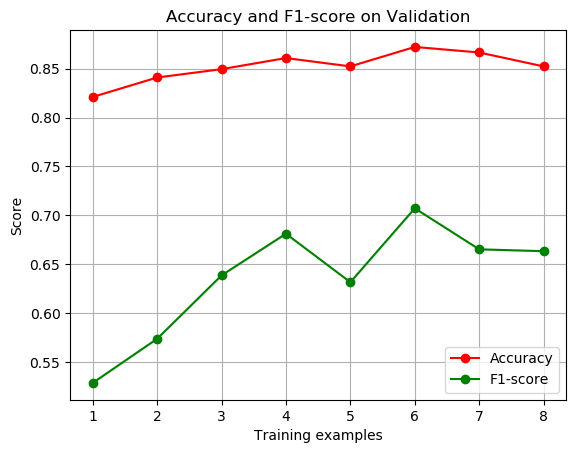 Accuracy and F1-score on Validation
Score
0.85
0.80
0.75
0.70
0.65
0.60
0.55
Accuracy
F1-score
1 2 3 4 5 6 7 8
Training examples